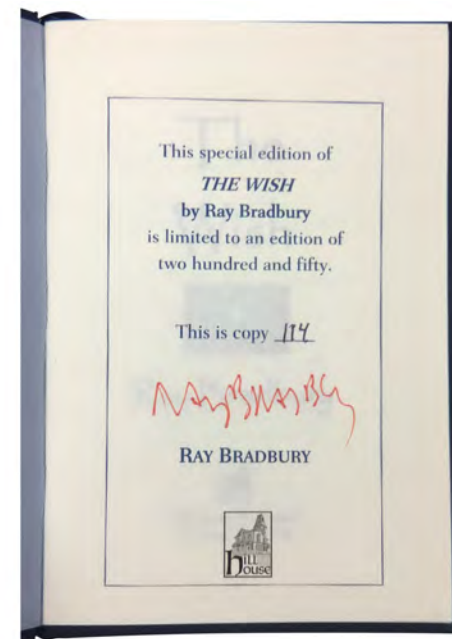 This special edition of
THE WISH
by Ray Bradbury
is limited to an edition of
two hundred and fifty.
This is copy 114
RAY BRADBURY
hILL
House